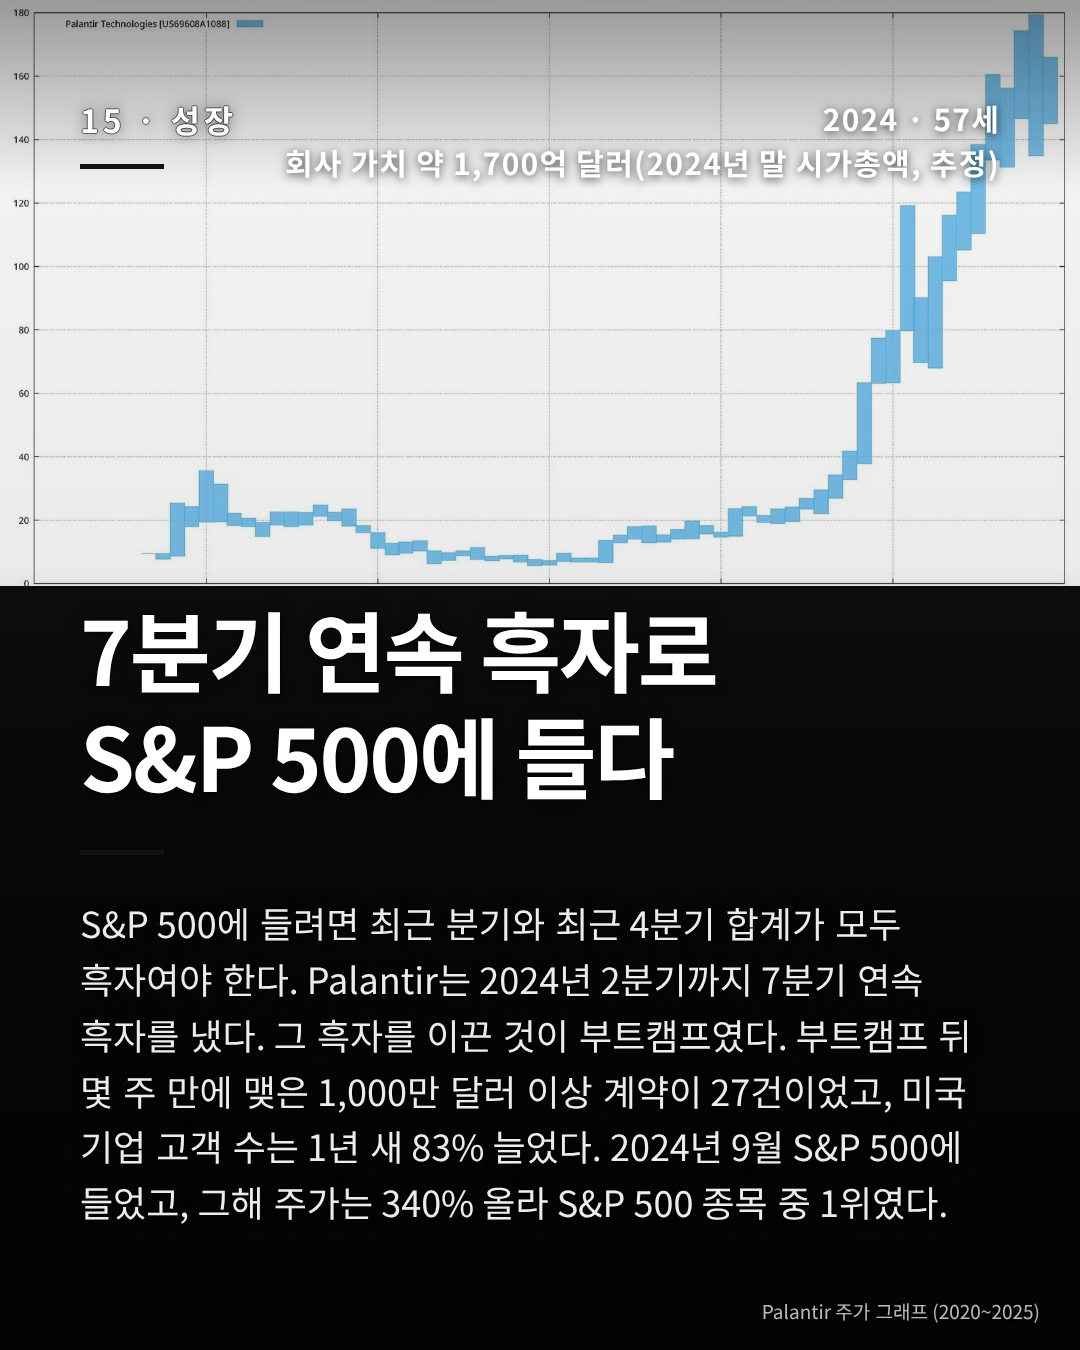 180
Palantir Technologies [US69608A1088]
160
15 · 성장
2024 · 57세
140
회사 가치 약 1,700억 달러(2024년 말 시가총액, 추정)
120
100
80
60
40
20
0
7분기 연속 흑자로
S&P 500에 들다
S&P 500에 들려면 최근 분기와 최근 4분기 합계가 모두
흑자여야 한다. Palantir는 2024년 2분기까지 7분기 연속
흑자를 냈다. 그 흑자를 이끈 것이 부트캠프였다. 부트캠프 뒤
몇 주 만에 맺은 1,000만 달러 이상 계약이 27건이었고, 미국
기업 고객 수는 1년 새 83% 늘었다. 2024년 9월 S&P 500에
들었고, 그해 주가는 340% 올라 S&P 500 종목 중 1위였다.
Palantir 주가 그래프 (2020~2025)